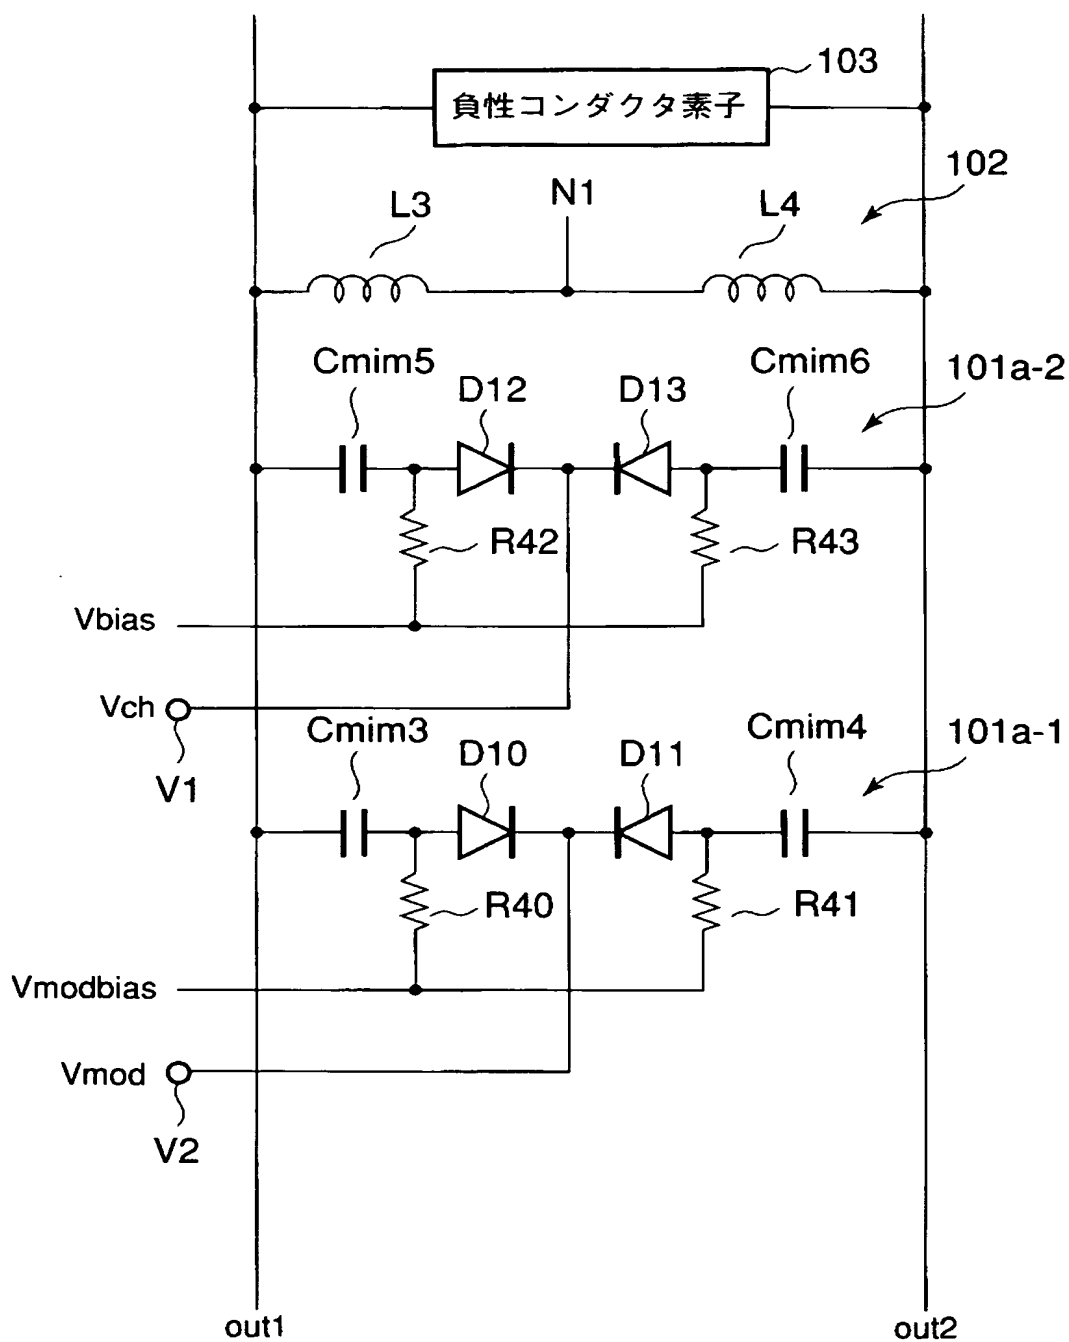 103
負性コンダクタ素子
102
N1
L3
L4
Cmim5
Cmim6
101a-2
D12
D13
R42
R43
Vbias
Vch
V1
Cmim3
Cmim4
101a-1
D10
D11
R40
R41
Vmodbias
Vmod
V2
out1
out2